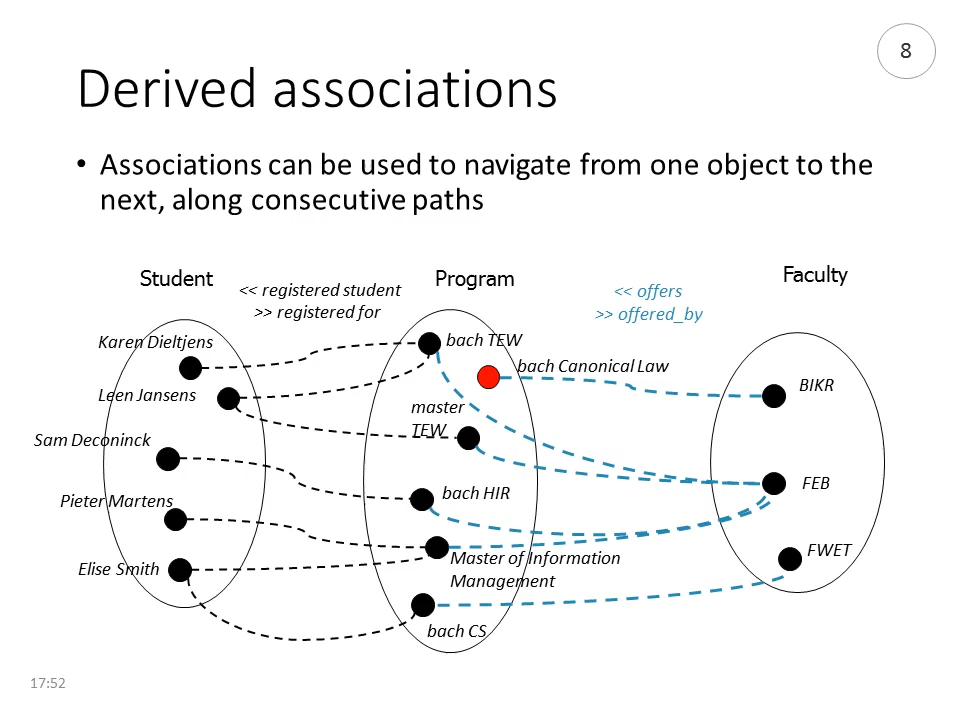 8
Derived associations
• Associations can be used to navigate from one object to the
next, along consecutive paths
Student
<< registered student
>> registered for
Program
<< offers
>> offered_by
Faculty
Karen Dieltjens
Leen Jansens
Sam Deconinck
Pieter Martens
Elise Smith
bach TEW
bach Canonical Law
master
TEW
bach HIR
Master of Information
Management
bach CS
BIKR
FEB
FWET
17:52